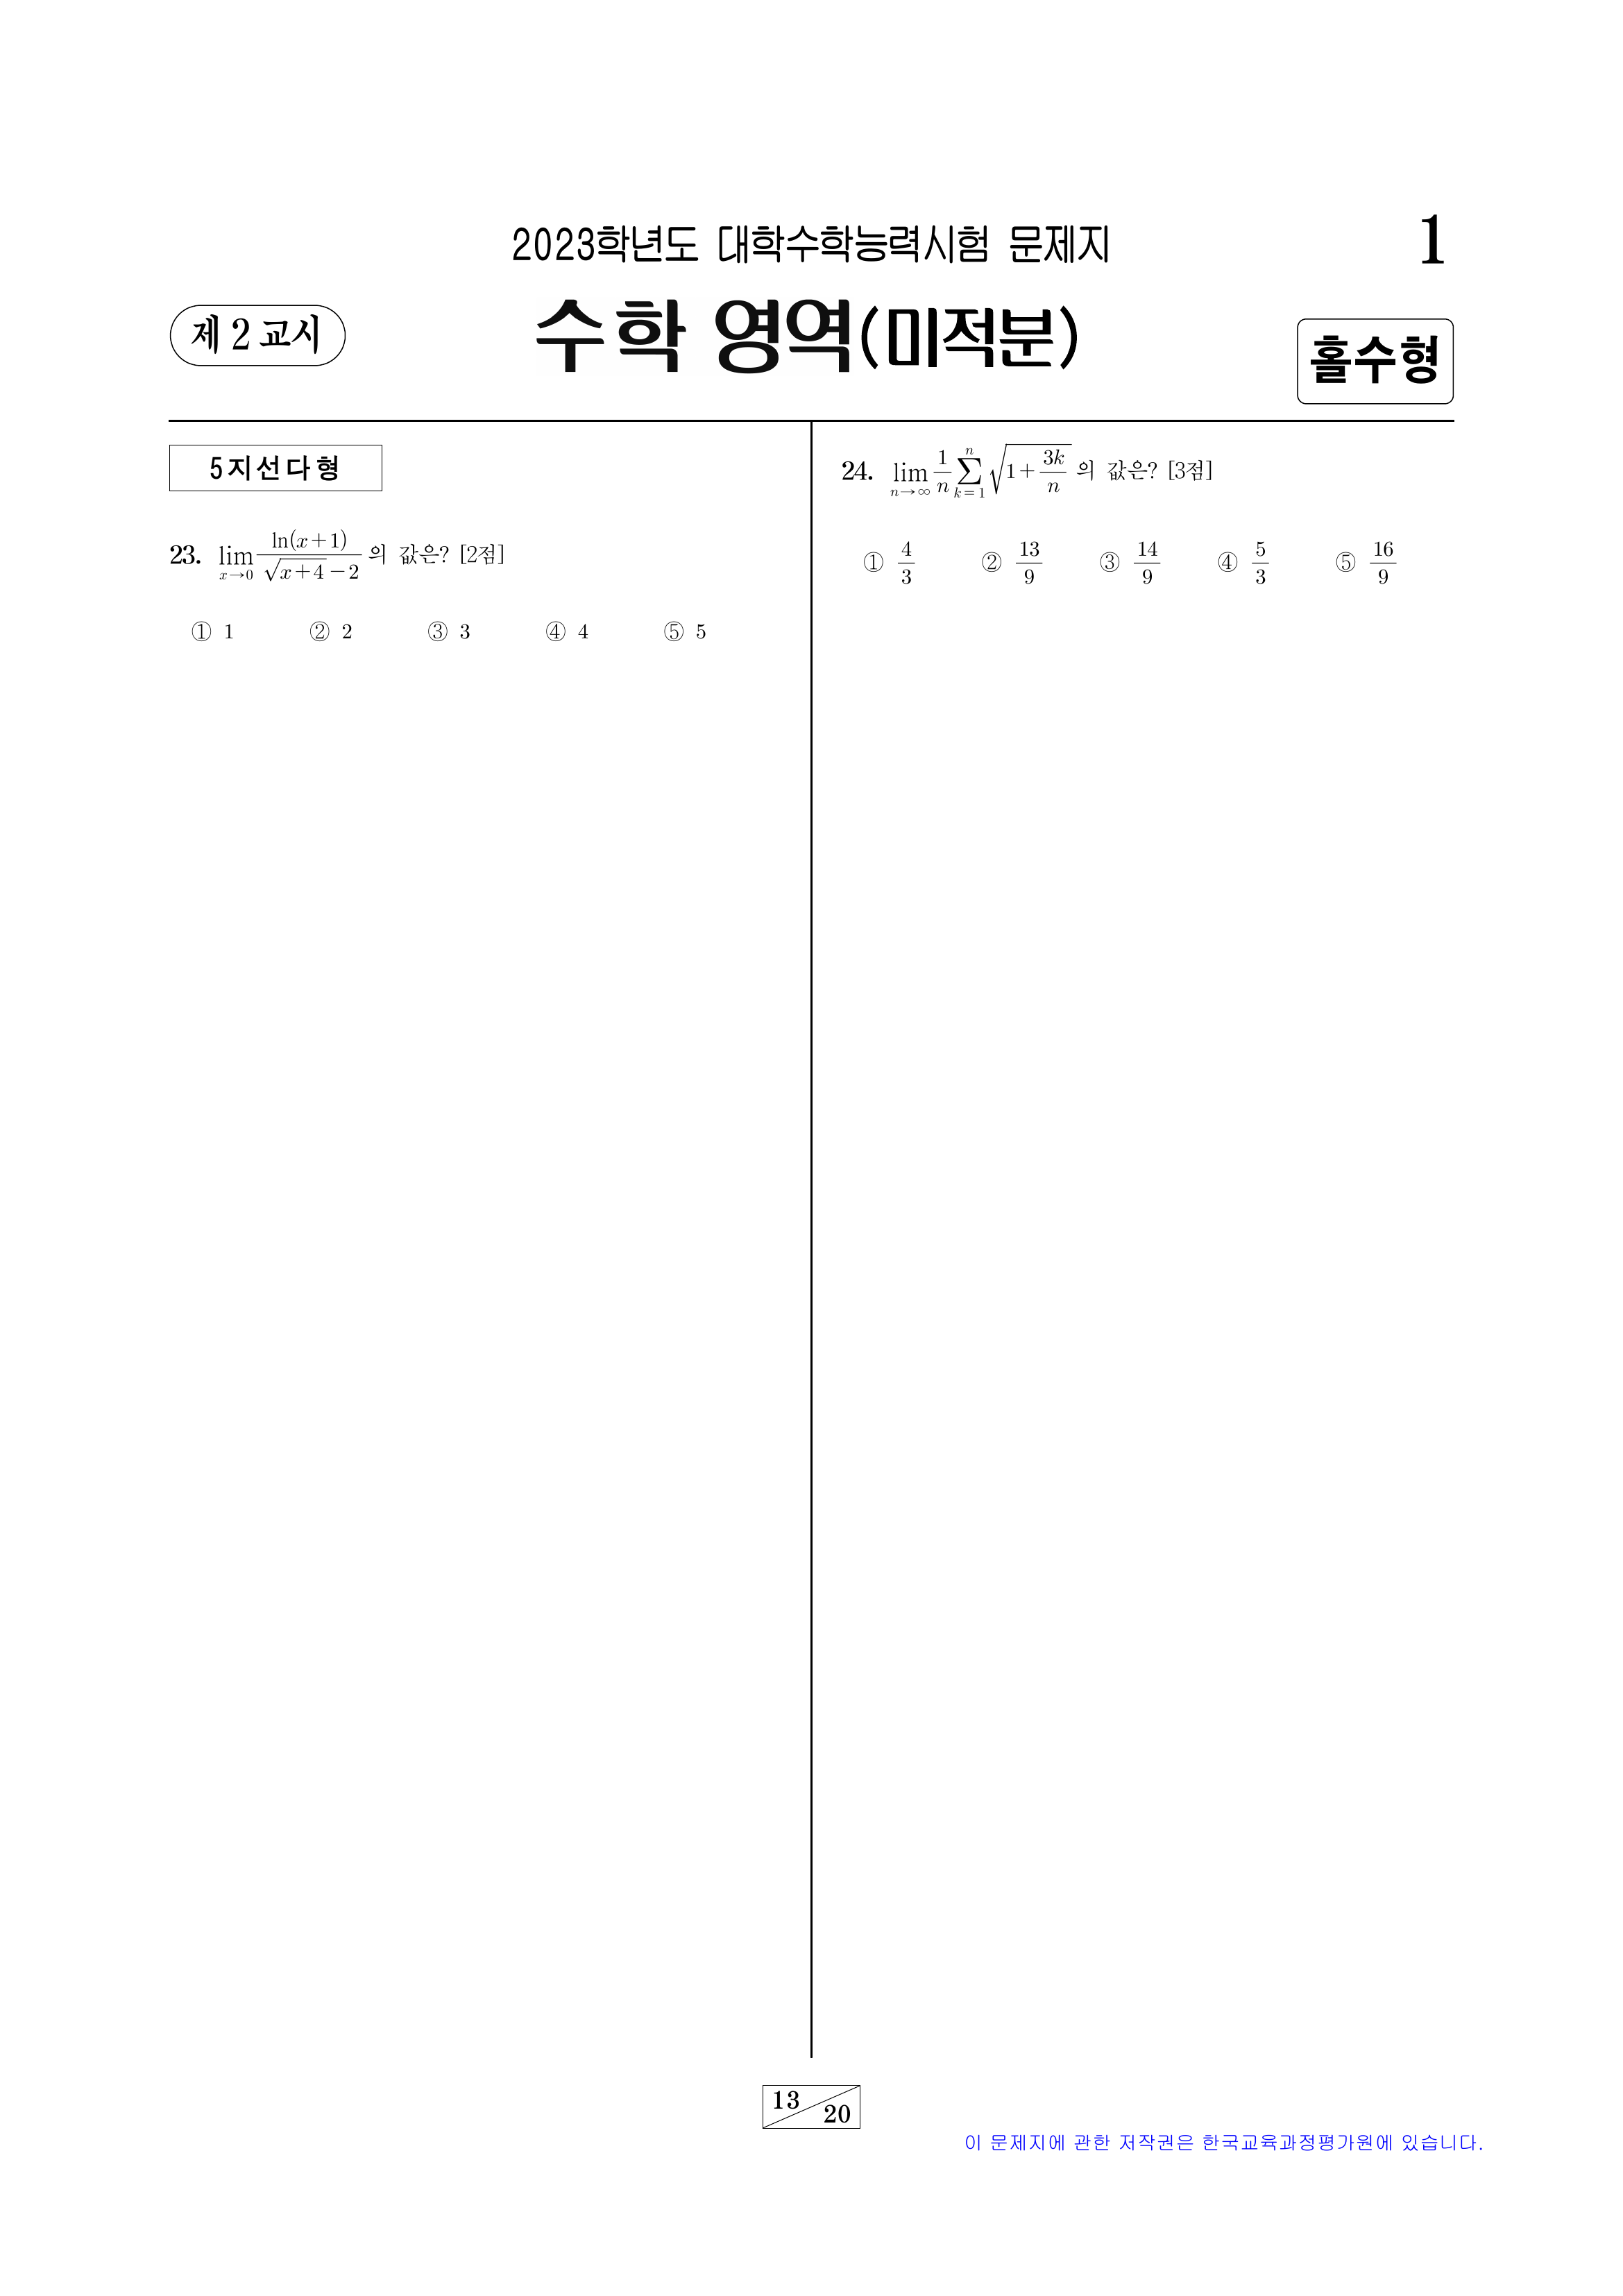 2023학년도 대학수학능력시험 문제지
1
제 2 교시
수학 영역(미적분)
홀수형
5지선다형
23. lim_{x→0} \frac{ln(x+1)}{\sqrt{x+4}-2} 의 값은? [2점]
① 1 ② 2 ③ 3 ④ 4 ⑤ 5
24. lim_{n→∞} \frac{1}{n} ∑_{k=1}^{n} \sqrt{1+\frac{3k}{n}} 의 값은? [3점]
① \frac{4}{3} ② \frac{13}{9} ③ \frac{14}{9} ④ \frac{5}{3} ⑤ \frac{16}{9}
13
20
이 문제지에 관한 저작권은 한국교육과정평가원에 있습니다.